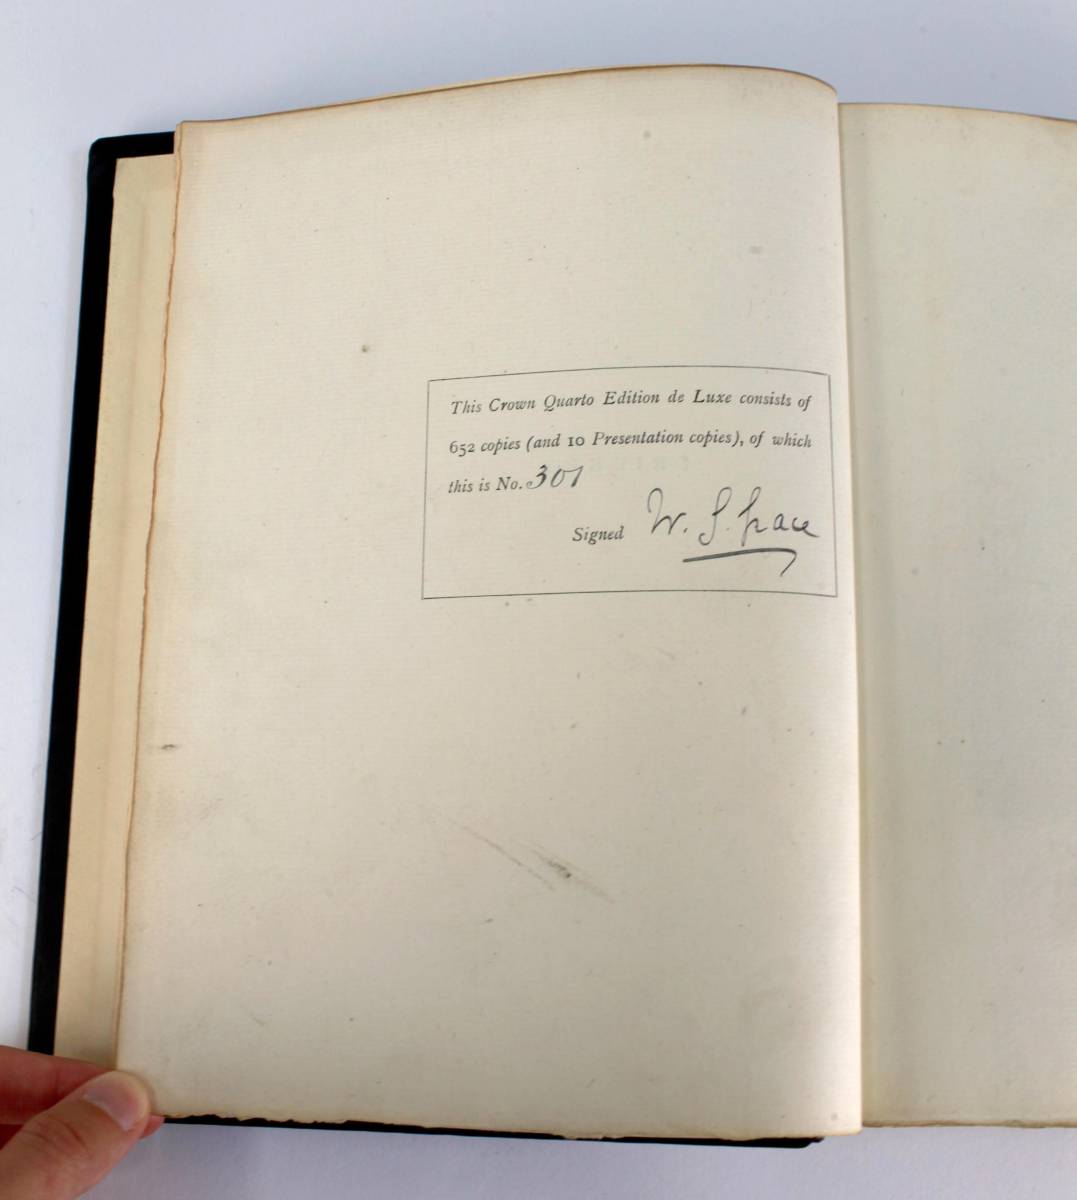 This Crown Quarto Edition de Luxe consists of
652 copies (and 10 Presentation copies), of which
this is No. 301
Signed W. G. Grace